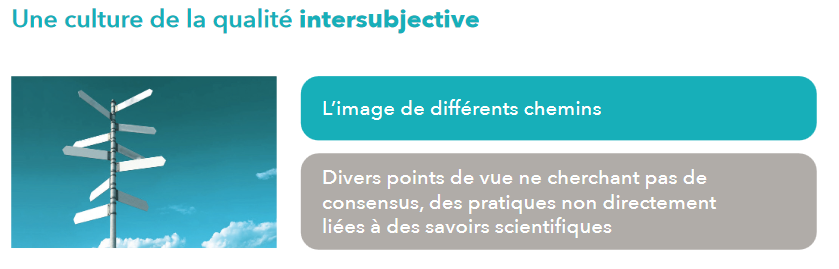 Une culture de la qualité intersubjective
L’image de différents chemins
Divers points de vue ne cherchant pas de
consensus, des pratiques non directement
liées à des savoirs scientifiques